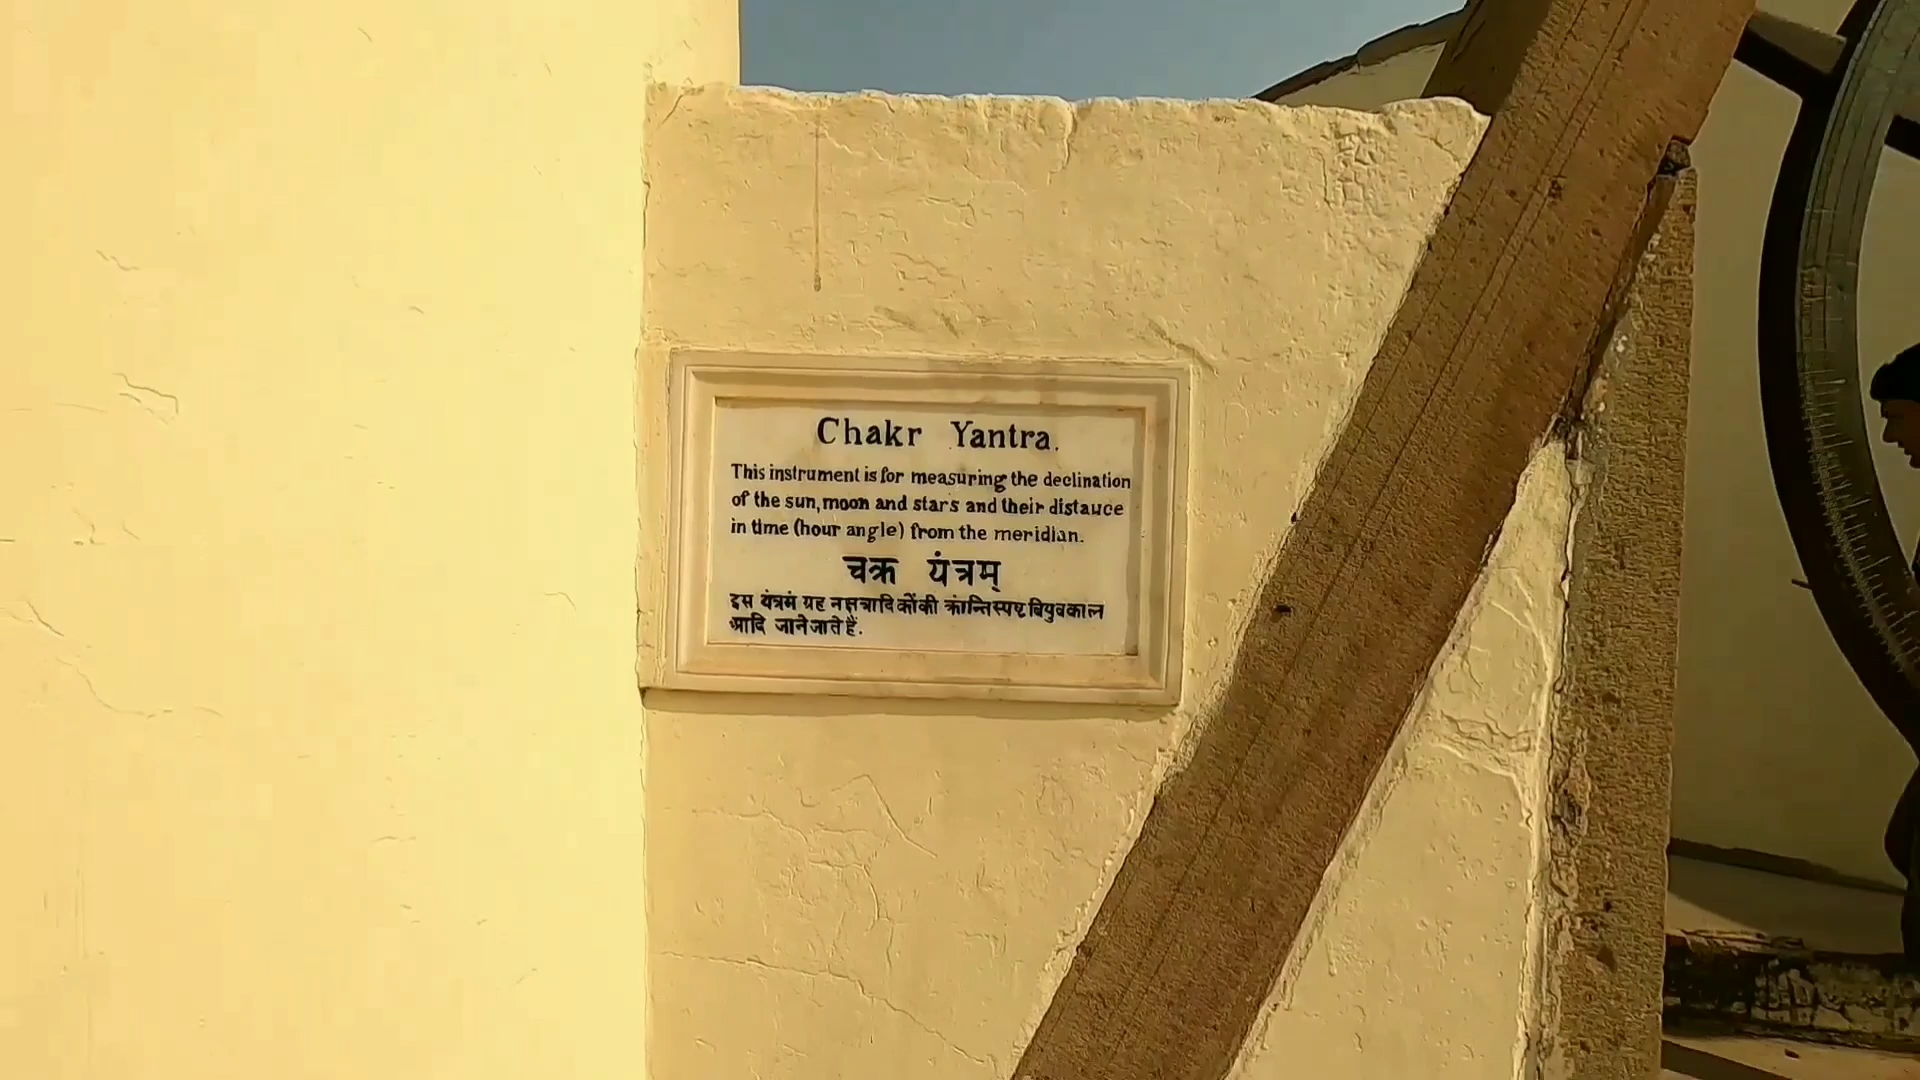 Chakr Yantra.
This instrument is for measuring the declination
of the sun, moon and stars and their distance
in time (hour angle) from the meridian.
चक्र यंत्रम्
इस यंत्रमं ग्रह नक्षत्रादि कोंकी क्रांन्तिस्पष्ट बियुवकाल
आदि जानेजाते हैं.